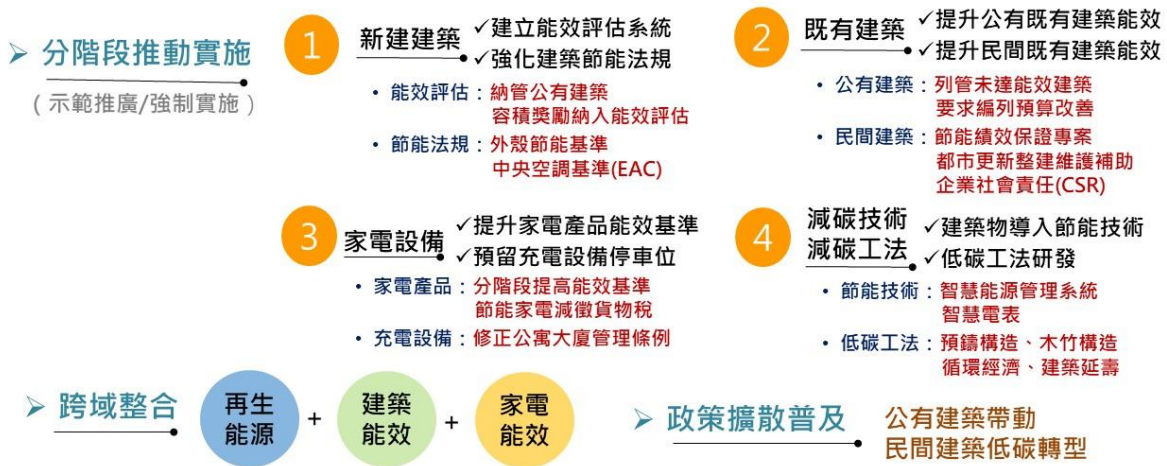 ➢ 分階段推動實施
（示範推廣/強制實施）
1
新建建築
✓建立能效評估系統
✓強化建築節能法規
• 能效評估：納管公有建築
容積獎勵納入能效評估
• 節能法規：外殼節能基準
中央空調基準(EAC)
2
既有建築
✓提升公有既有建築能效
✓提升民間既有建築能效
• 公有建築：列管未達能效建築
要求編列預算改善
• 民間建築：節能績效保證專案
都市更新整建維護補助
企業社會責任(CSR)
3
家電設備
✓提升家電產品能效基準
✓預留充電設備停車位
• 家電產品：分階段提高能效基準
節能家電減徵貨物稅
• 充電設備：修正公寓大廈管理條例
4
減碳技術
減碳工法
✓建築物導入節能技術
✓低碳工法研發
• 節能技術：智慧能源管理系統
智慧電表
• 低碳工法：預鑄構造、木竹構造
循環經濟、建築延壽
➢ 跨域整合
再生
能源
+
建築
能效
+
家電
能效
➢ 政策擴散普及
公有建築帶動
民間建築低碳轉型